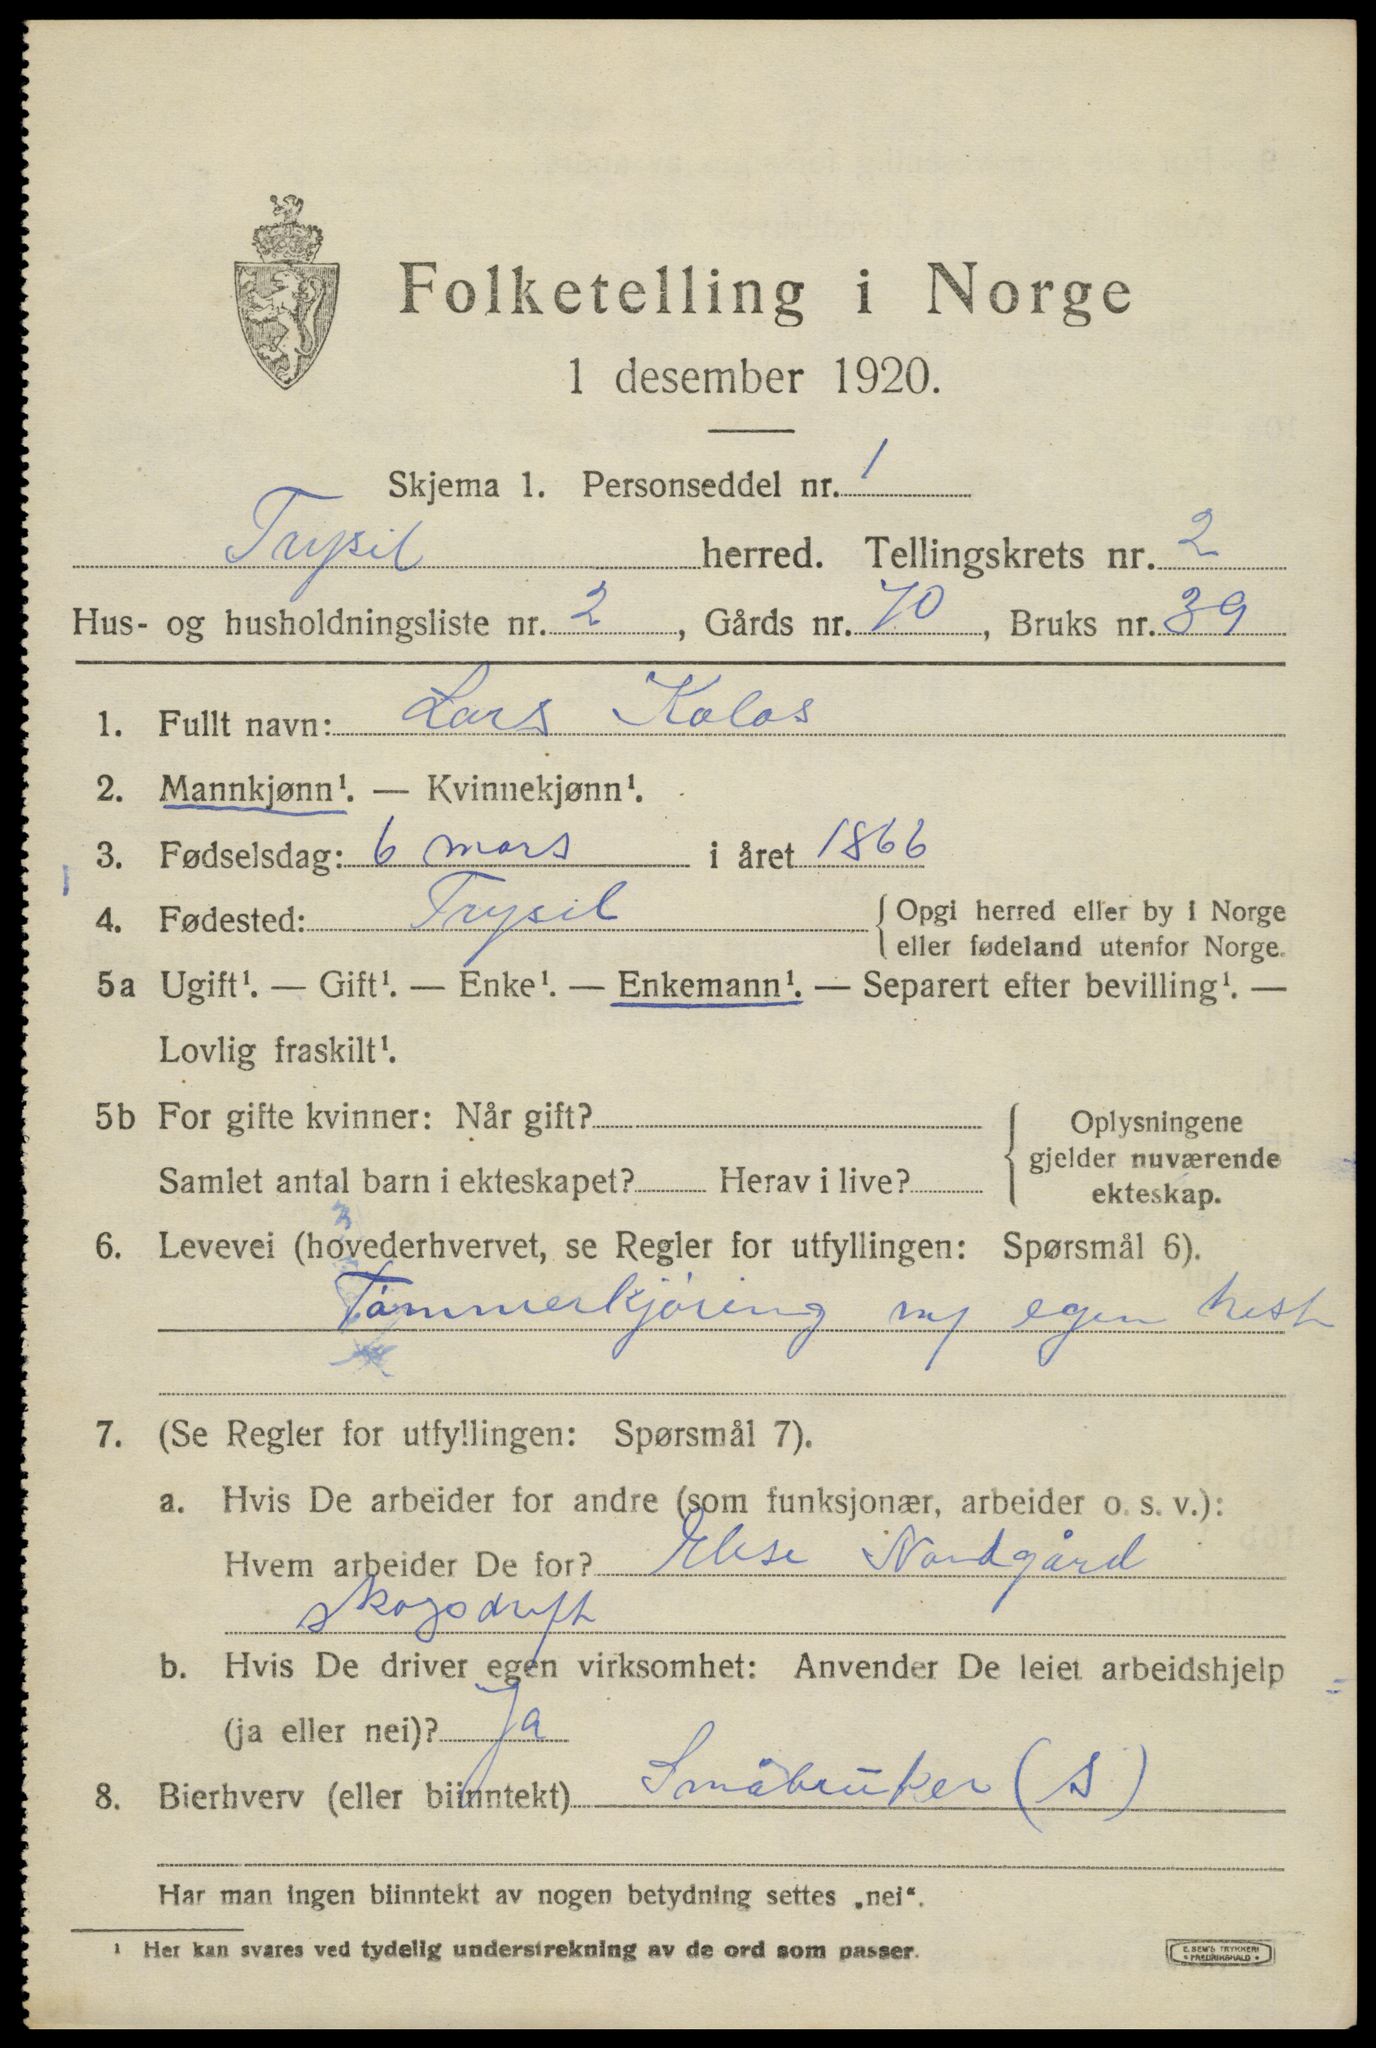 Folketelling i Norge
1 desember 1920.
Skjema 1. Personseddel nr. 1
Trysil herred. Tellingskrets nr. 2
Hus- og husholdningsliste nr. 2, Gårds nr. 70, Bruks nr. 39
1. Fullt navn: Lars Kolos
2. Mannkjønn¹. — Kvinnekjønn¹.
3. Fødselsdag: 6 mars i året 1866
4. Fødested: Trysil {Opgi herred eller by i Norge
eller fødeland utenfor Norge.
5a Ugift¹. — Gift¹. — Enke¹. — Enkemann¹. — Separert efter bevilling¹. —
Lovlig fraskilt¹.
5b For gifte kvinner: Når gift?
Samlet antal barn i ekteskapet? Herav i live?
{Oplysningene
gjelder nuværende
ekteskap.
3
6. Levevei (hovederhvervet, se Regler for utfyllingen: Spørsmål 6).
Tømmerkjøring m/ egen hest
7. (Se Regler for utfyllingen: Spørsmål 7).
a. Hvis De arbeider for andre (som funksjonær, arbeider o. s. v.):
Hvem arbeider De for? Nordgård
skogsdrift
b. Hvis De driver egen virksomhet: Anvender De leiet arbeidshjelp
(ja eller nei)? Ja
8. Bierhverv (eller biinntekt) Småbruker (S)
Har man ingen biinntekt av nogen betydning settes „nei“.
¹ Her kan svares ved tydelig understrekning av de ord som passer.
E. SEM'S TRYKKERI
• FREDRIKSHALD •